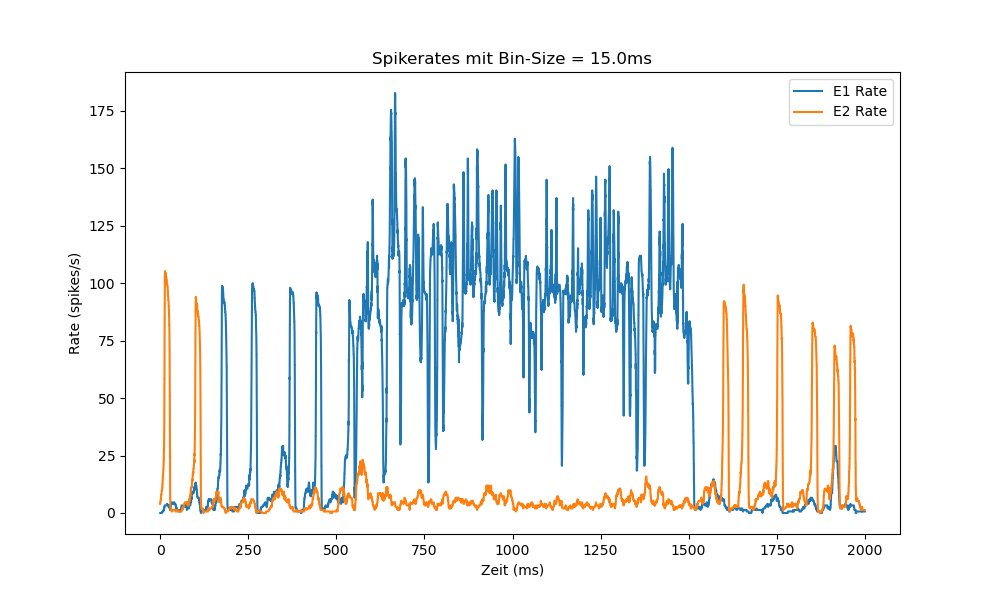 Spikerates mit Bin-Size = 15.0ms
E1 Rate
E2 Rate
Rate (spikes/s)
175
150
125
100
75
50
25
0
0 250 500 750 1000 1250 1500 1750 2000
Zeit (ms)